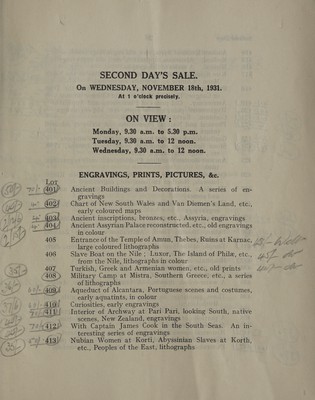 SECOND DAY'S SALE.
On WEDNESDAY, NOVEMBER 18th, 1931.
At 1 o'clock precisely.
ON VIEW :
Monday, 9.30 a.m. to 5.30 p.m.
Tuesday, 9.30 a.m. to 12 noon.
Wednesday, 9.30 a.m. to 12 noon.
ENGRAVINGS, PRINTS, PICTURES, &c.
LOT
401 Ancient Buildings and Decorations. A series of en-
gravings
402 Chart of New South Wales and Van Diemen's Land, etc.,
early coloured maps
403 Ancient inscriptions, bronzes, etc., Assyria, engravings
404 Ancient Assyrian Palace reconstructed, etc., old engravings
in colour
405 Entrance of the Temple of Amun, Thebes, Ruins at Karnac,
large coloured lithographs
406 Slave Boat on the Nile ; Luxor, The Island of Philæ, etc.,
from the Nile, lithographs in colour
407 Turkish, Greek and Armenian women, etc., old prints
408 Military Camp at Mistra, Southern Greece; etc., a series
of lithographs
409 Aqueduct of Alcantara, Portuguese scenes and costumes,
early aquatints, in colour
410 Curiosities, early engravings
411 Interior of Archway at Pari Pari, looking South, native
scenes, New Zealand, engravings
412 With Captain James Cook in the South Seas. An in-
teresting series of engravings
413 Nubian Women at Korti, Abyssinian Slaves at Korth,
etc., Peoples of the East, lithographs